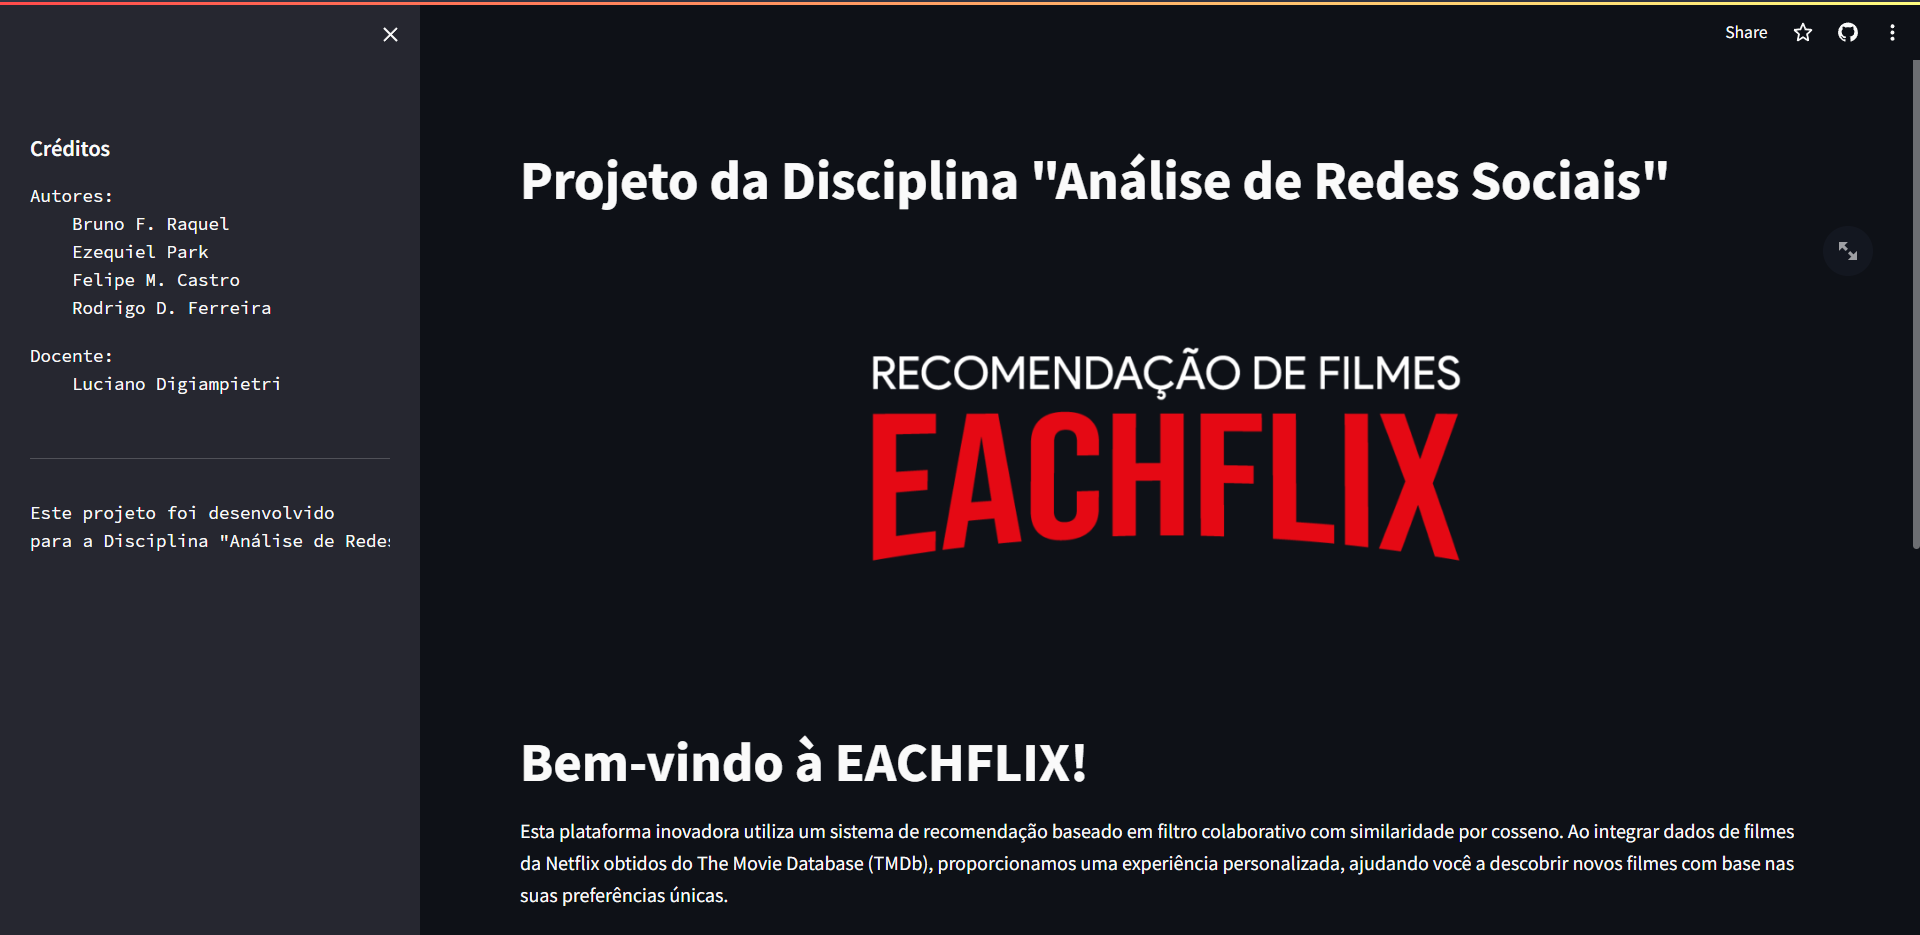 Share
Créditos
Autores:
Bruno F. Raquel
Ezequiel Park
Felipe M. Castro
Rodrigo D. Ferreira
Docente:
Luciano Digiampietri
Este projeto foi desenvolvido
para a Disciplina "Análise de Redes
Projeto da Disciplina "Análise de Redes Sociais"
RECOMENDAÇÃO DE FILMES
EACHFLIX
Bem-vindo à EACHFLIX!
Esta plataforma inovadora utiliza um sistema de recomendação baseado em filtro colaborativo com similaridade por cosseno. Ao integrar dados de filmes
da Netflix obtidos do The Movie Database (TMDb), proporcionamos uma experiência personalizada, ajudando você a descobrir novos filmes com base nas
suas preferências únicas.